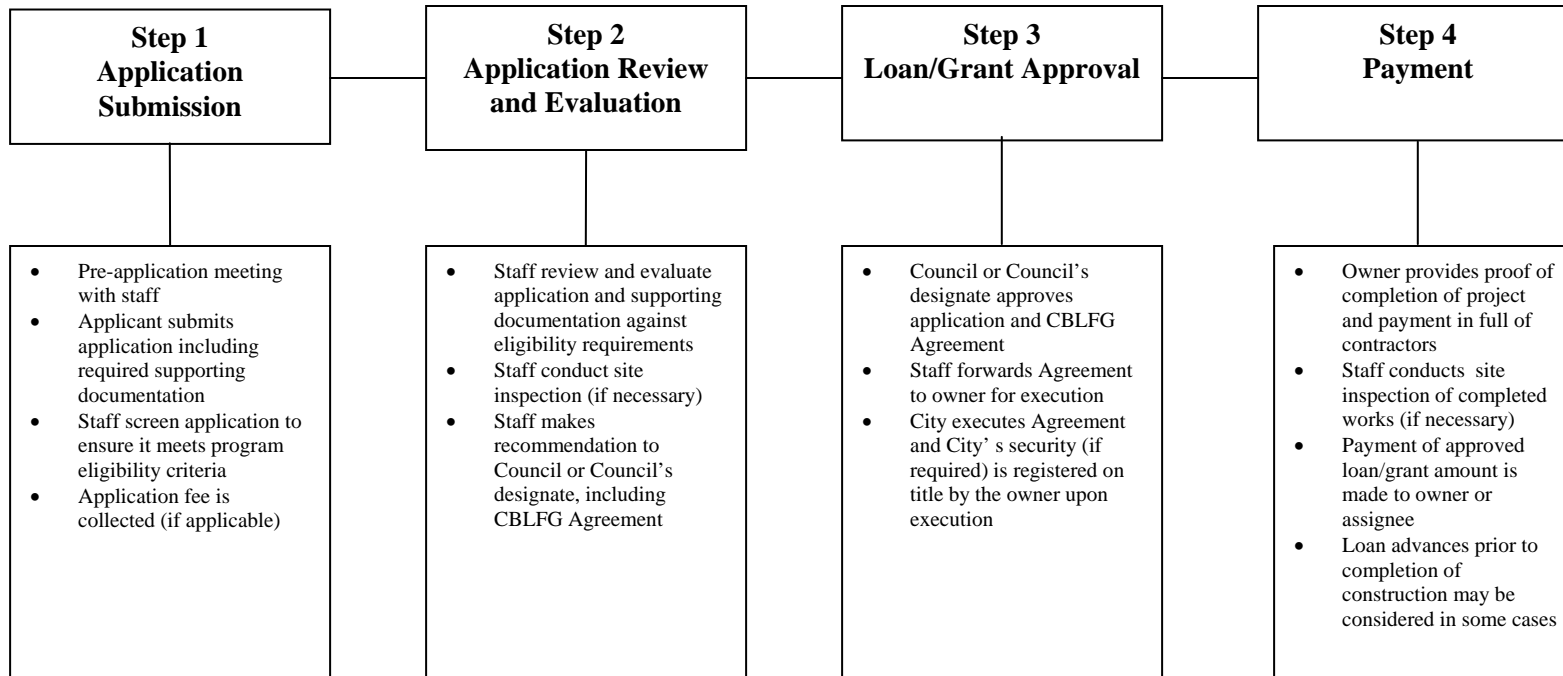 Step 1
Application
Submission
Step 2
Application Review
and Evaluation
Step 3
Loan/Grant Approval
Step 4
Payment
• Pre-application meeting
with staff
• Applicant submits
application including
required supporting
documentation
• Staff screen application to
ensure it meets program
eligibility criteria
• Application fee is
collected (if applicable)
• Staff review and evaluate
application and supporting
documentation against
eligibility requirements
• Staff conduct site
inspection (if necessary)
• Staff makes
recommendation to
Council or Council’s
designate, including
CBLFG Agreement
• Council or Council’s
designate approves
application and CBLFG
Agreement
• Staff forwards Agreement
to owner for execution
• City executes Agreement
and City’ s security (if
required) is registered on
title by the owner upon
execution
• Owner provides proof of
completion of project
and payment in full of
contractors
• Staff conducts site
inspection of completed
works (if necessary)
• Payment of approved
loan/grant amount is
made to owner or
assignee
• Loan advances prior to
completion of
construction may be
considered in some cases